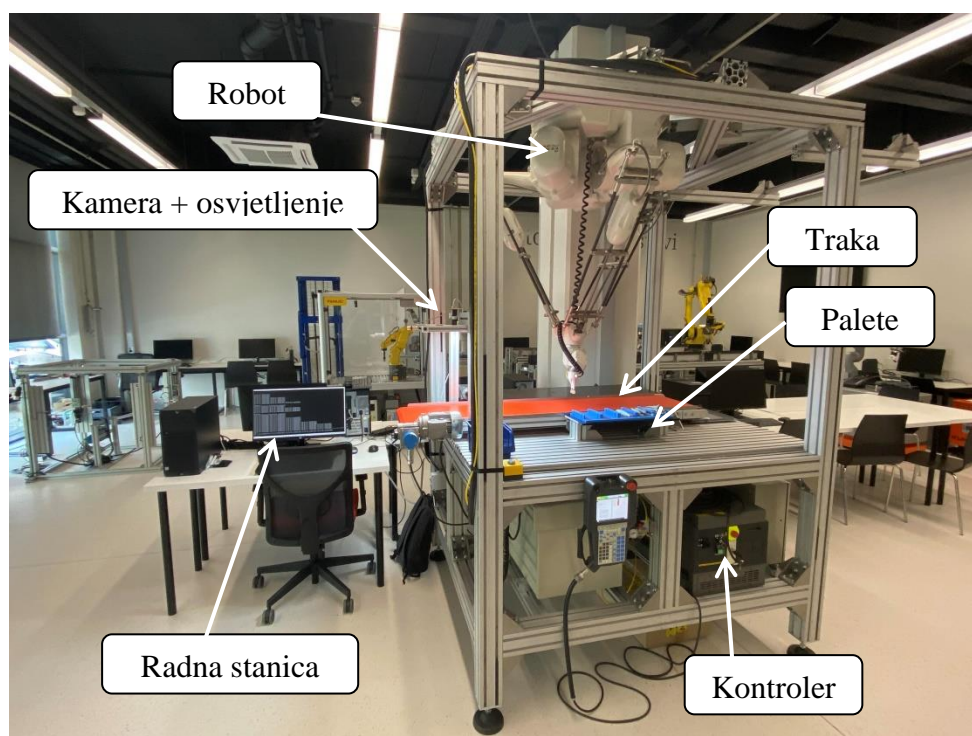 Robot
Kamera + osvjetljenje
Traka
Palete
Radna stanica
Kontroler